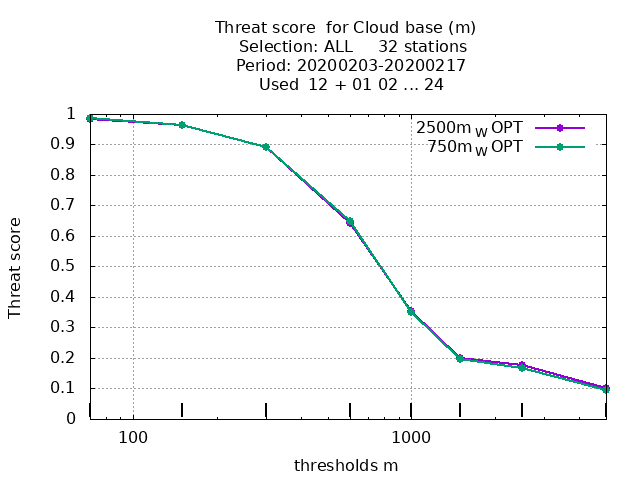 Threat score  for Cloud base (m)
Selection: ALL     32 stations
Period: 20200203-20200217
Used  12 + 01 02 ... 24
2500m W OPT
750m W OPT
1
0.9
0.8
0.7
0.6
0.5
0.4
0.3
0.2
0.1
0
Threat score
100 1000
thresholds m